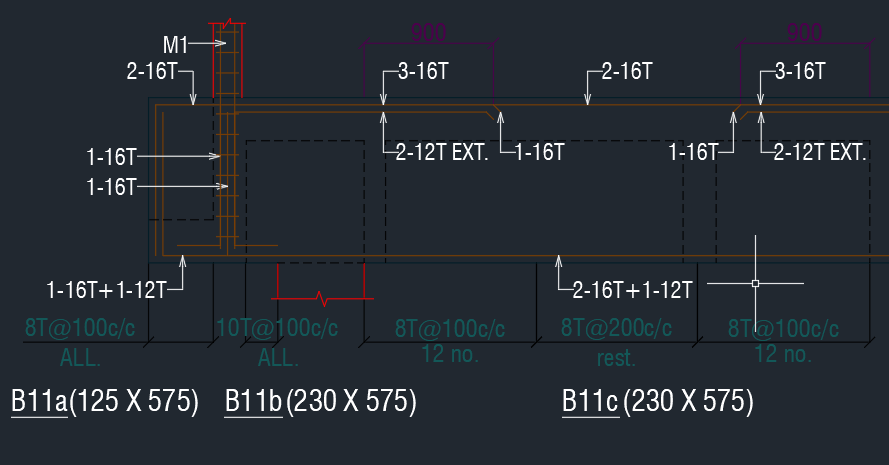 900
900
M1
2-16T
3-16T
2-16T
3-16T
1-16T
2-12T EXT.
1-16T
1-16T
2-12T EXT.
1-16T
1-16T+1-12T
2-16T+1-12T
8T@100c/c
ALL.
10T@100c/c
ALL.
8T@100c/c
12 no.
8T@200c/c
rest.
8T@100c/c
12 no.
B11a(125 X 575)
B11b(230 X 575)
B11c(230 X 575)